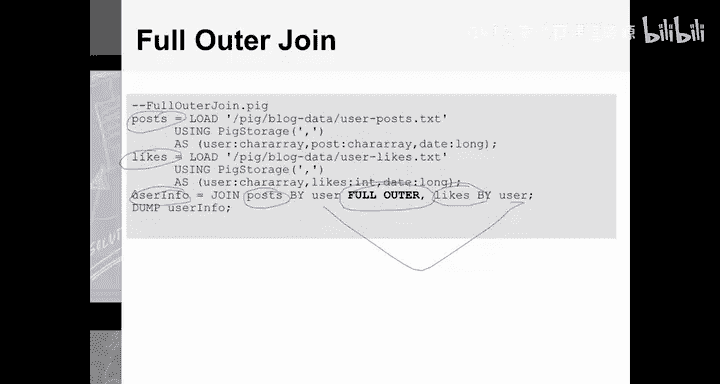 bilibili
Full Outer Join
--FullOuterJoin.pig
posts = LOAD '/pig/blog-data/user-posts.txt'
USING PigStorage(',')
AS (user:chararray,post:chararray,date:long);
likes = LOAD '/pig/blog-data/user-likes.txt'
USING PigStorage(',')
AS (user:chararray,likes:int,date:long);
userInfo = JOIN posts BY user FULL OUTER, likes BY user;
DUMP userInfo;